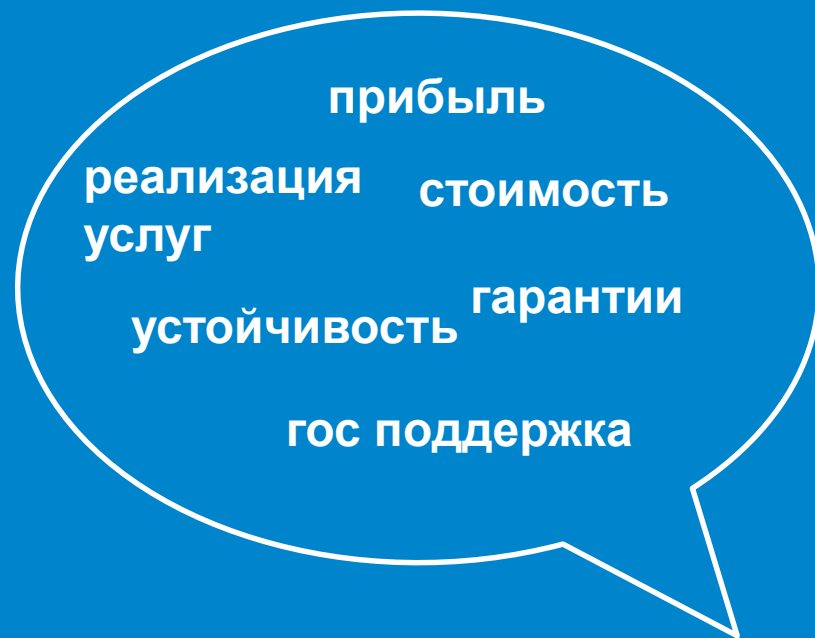 прибыль
реализация
услуг
стоимость
устойчивость
гарантии
гос поддержка